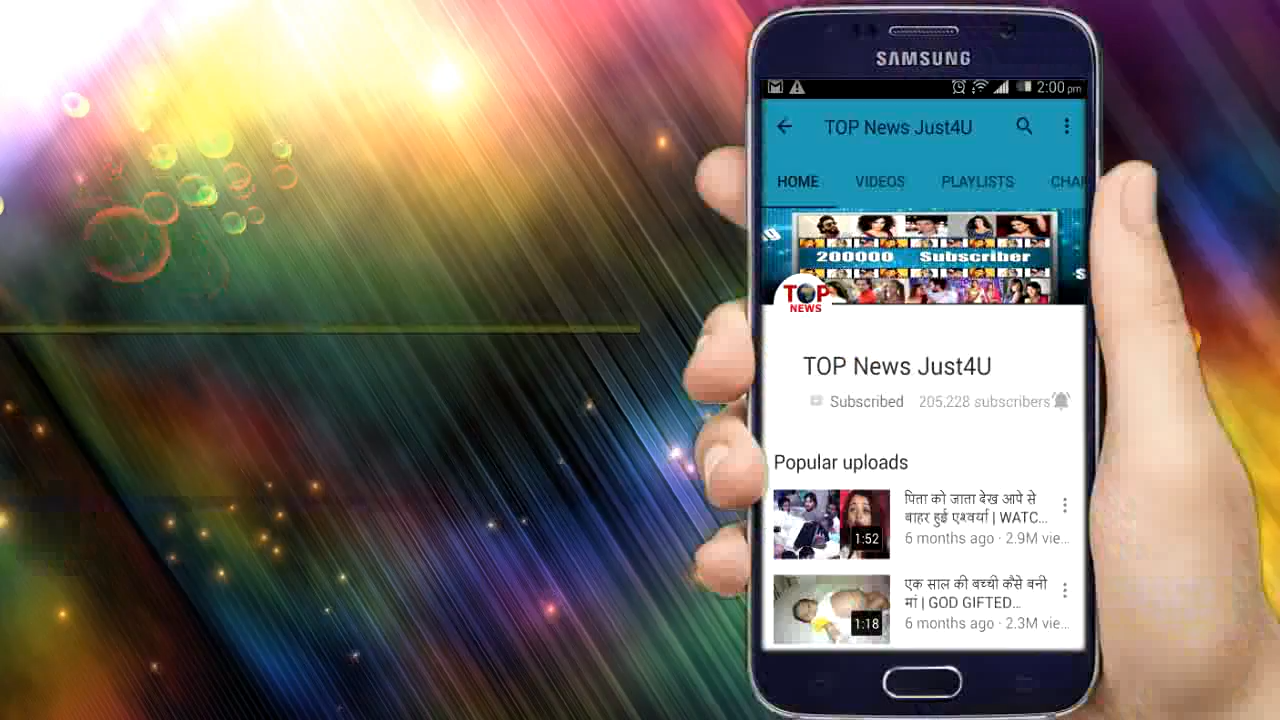 SAMSUNG
2:00 pm
TOP News Just4U
HOME VIDEOS PLAYLISTS CHAN
200000 Subscriber
TOP
NEWS
TOP News Just4U
Subscribed 205,228 subscribers
Popular uploads
पिता को जाता देख आपे से
बाहर हुई एश्वर्या | WATC...
1:52
6 months ago · 2.9M vie...
एक साल की बच्ची कैसे बनी
मां | GOD GIFTED...
1:18
6 months ago · 2.3M vie...